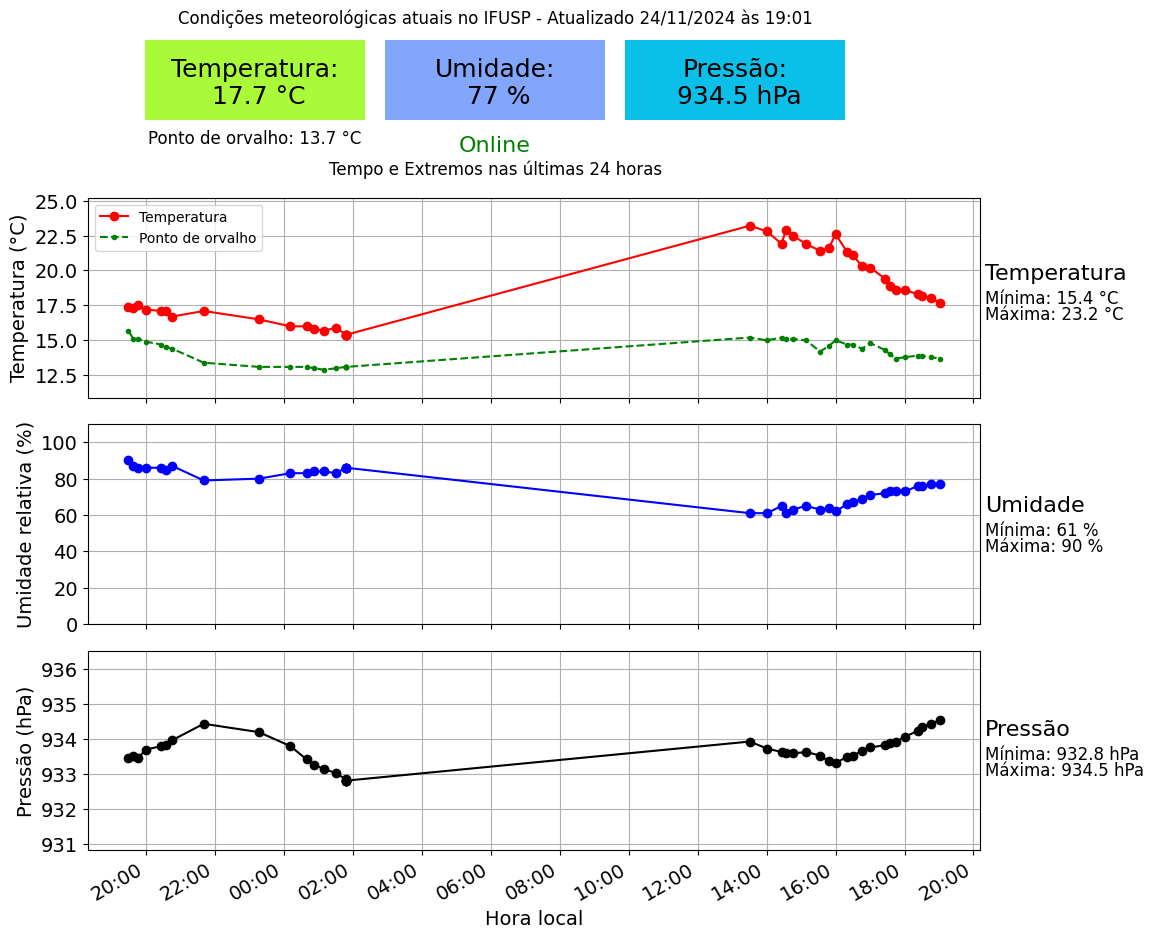 Condições meteorológicas atuais no IFUSP - Atualizado 24/11/2024 às 19:01
Temperatura:
17.7 °C
Umidade:
77 %
Pressão:
934.5 hPa
Ponto de orvalho: 13.7 °C
Online
Tempo e Extremos nas últimas 24 horas
Temperatura (°C)
25.0
22.5
20.0
17.5
15.0
12.5
Temperatura
Ponto de orvalho
Temperatura
Mínima: 15.4 °C
Máxima: 23.2 °C
Umidade relativa (%)
100
80
60
40
20
0
Umidade
Mínima: 61 %
Máxima: 90 %
Pressão (hPa)
936
935
934
933
932
931
Pressão
Mínima: 932.8 hPa
Máxima: 934.5 hPa
20:00 22:00 00:00 02:00 04:00 06:00 08:00 10:00 12:00 14:00 16:00 18:00 20:00
Hora local